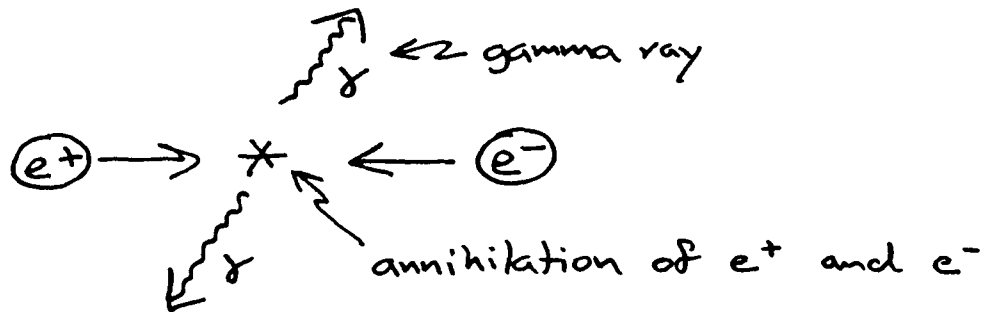 γ gamma ray
e+ e-
γ
annihilation of e+ and e-